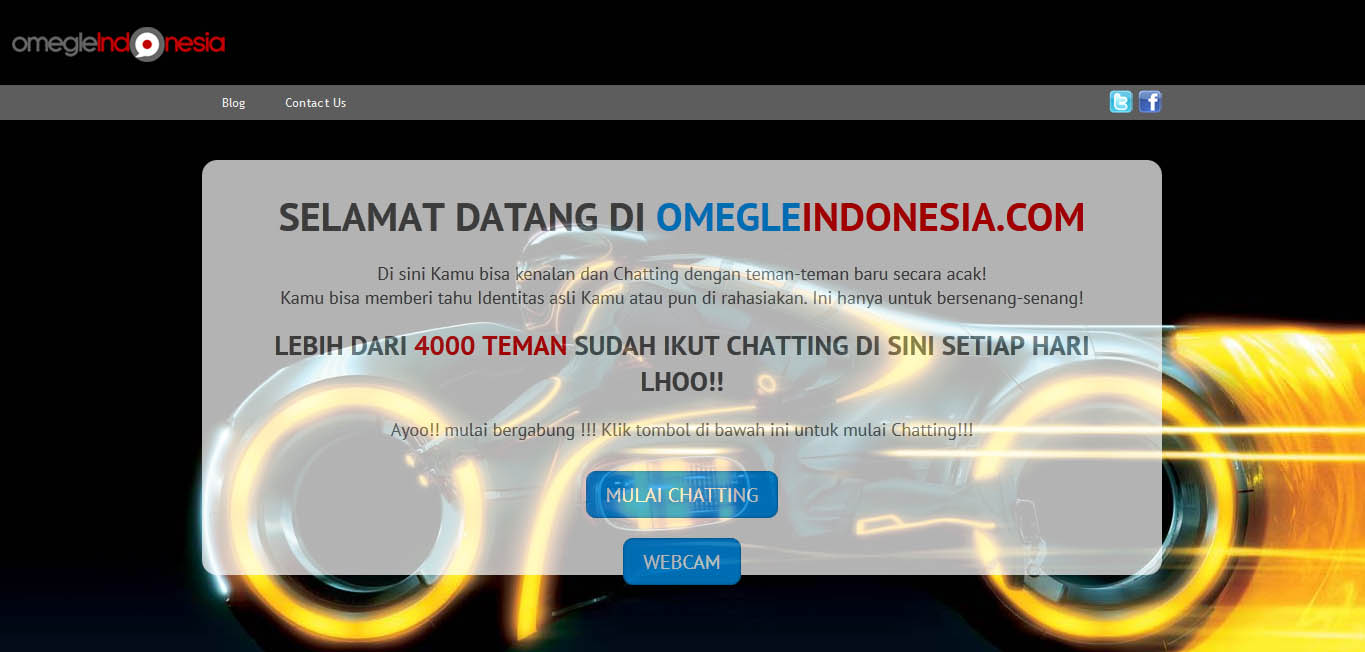 omegleIndonesia
Blog
Contact Us
SELAMAT DATANG DI OMEGLEINDONESIA.COM
Di sini Kamu bisa kenalan dan Chatting dengan teman-teman baru secara acak!
Kamu bisa memberi tahu Identitas asli Kamu atau pun di rahasiakan. Ini hanya untuk bersenang-senang!
LEBIH DARI 4000 TEMAN SUDAH IKUT CHATTING DI SINI SETIAP HARI
LHOO!!
Ayoo!! mulai bergabung !!! Klik tombol di bawah ini untuk mulai Chatting!!!
MULAI CHATTING
WEBCAM